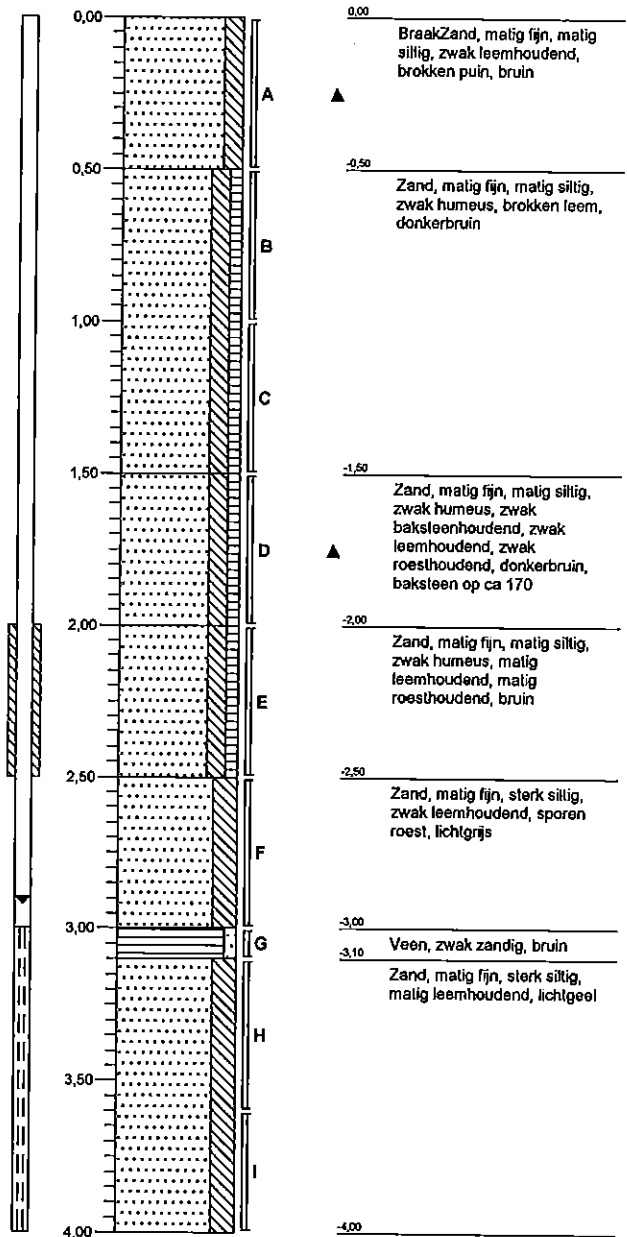 0,00
0,50
1,00
1,50
2,00
2,50
3,00
3,50
4,00
A
B
C
D
E
F
G
H
I
0,00
BraakZand, matig fijn, matig
siltig, zwak leemhoudend,
brokken puin, bruin
-0,50
Zand, matig fijn, matig siltig,
zwak humeus, brokken leem,
donkerbruin
-1,50
Zand, matig fijn, matig siltig,
zwak humeus, zwak
baksteenhoudend, zwak
leemhoudend, zwak
roesthoudend, donkerbruin,
baksteen op ca 170
-2,00
Zand, matig fijn, matig siltig,
zwak humeus, matig
leemhoudend, matig
roesthoudend, bruin
-2,50
Zand, matig fijn, sterk siltig,
zwak leemhoudend, sporen
roest, lichtgrijs
-3,00
Veen, zwak zandig, bruin
-3,10
Zand, matig fijn, sterk siltig,
matig leemhoudend, lichtgeel
-4,00